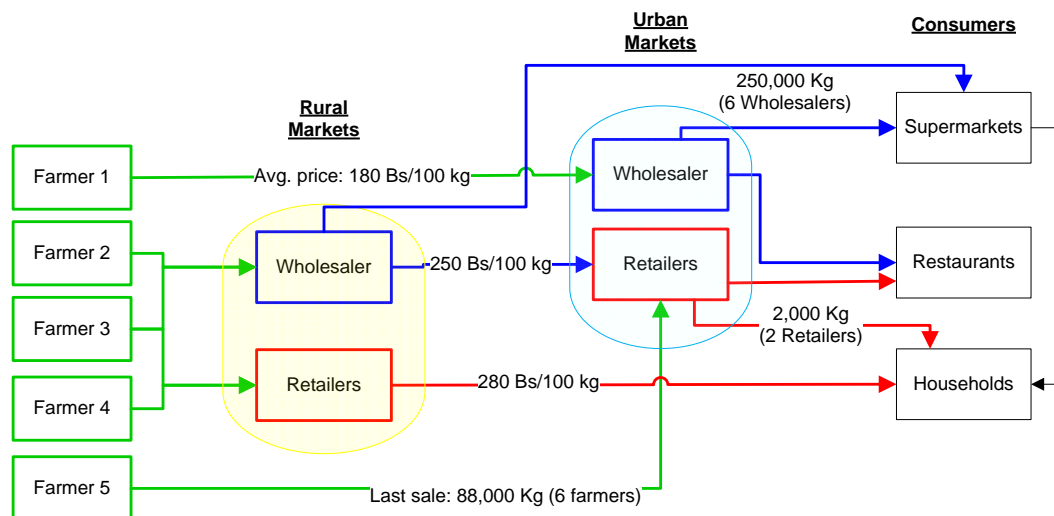 Urban
Markets
Consumers
Rural
Markets
250,000 Kg
(6 Wholesalers)
Supermarkets
Farmer 1
Avg. price: 180 Bs/100 kg
Wholesaler
Farmer 2
Wholesaler
250 Bs/100 kg
Retailers
Restaurants
Farmer 3
2,000 Kg
(2 Retailers)
Farmer 4
Retailers
280 Bs/100 kg
Households
Farmer 5
Last sale: 88,000 Kg (6 farmers)